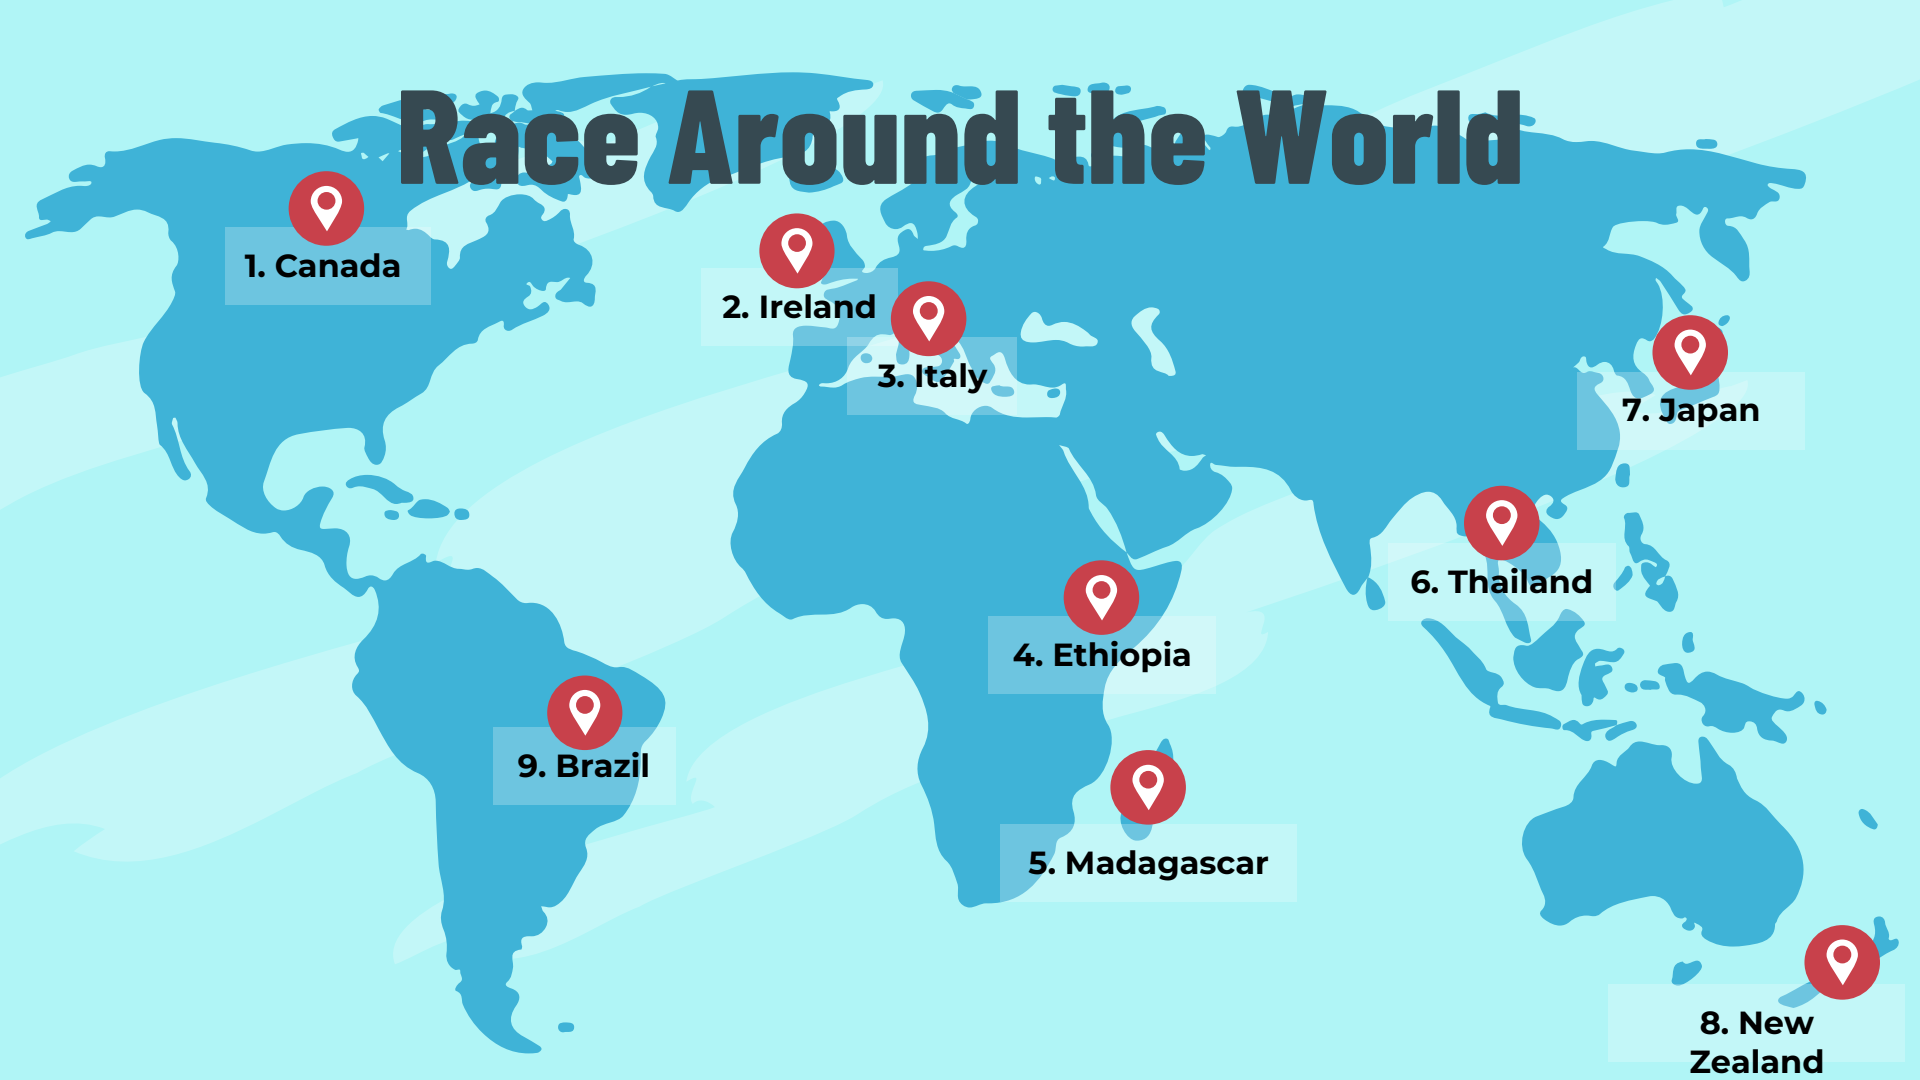 Race Around the World
1. Canada
2. Ireland
3. Italy
4. Ethiopia
5. Madagascar
6. Thailand
7. Japan
8. New
Zealand
9. Brazil